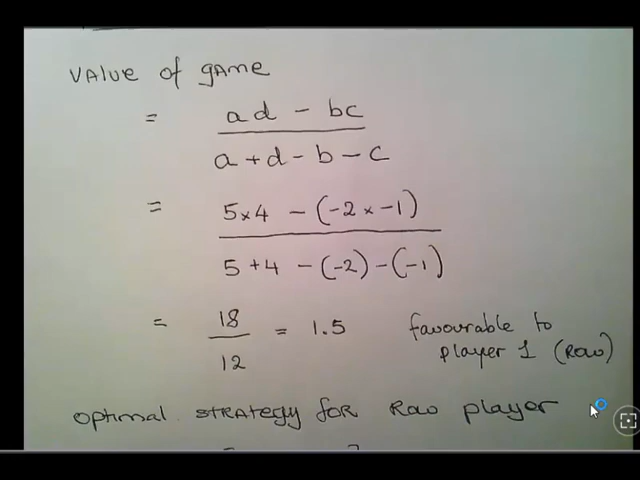 VALUE of GAME
= ad - bc
a + d - b - c
= 5 x 4 - (-2 x -1)
5 + 4 - (-2) - (-1)
= 18 = 1.5 favourable to
12 player 1 (Row)
OPTIMAL STRATEGY FOR ROW PLAYER